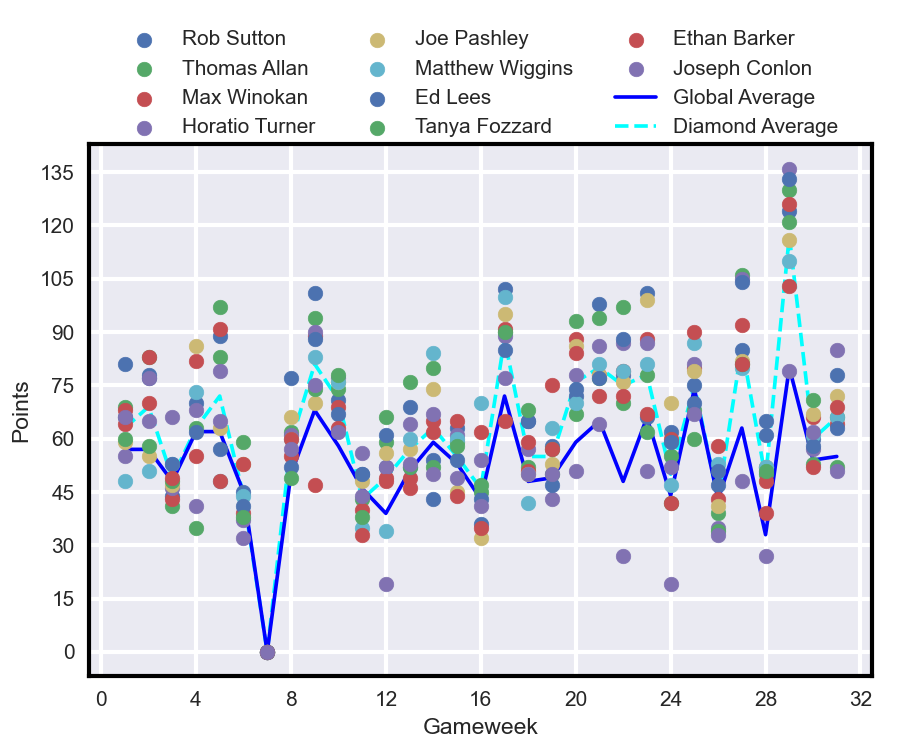 Rob Sutton
Thomas Allan
Max Winokan
Horatio Turner
Joe Pashley
Matthew Wiggins
Ed Lees
Tanya Fozzard
Ethan Barker
Joseph Conlon
Global Average
Diamond Average
Points
135
120
105
90
75
60
45
30
15
0
0 4 8 12 16 20 24 28 32
Gameweek